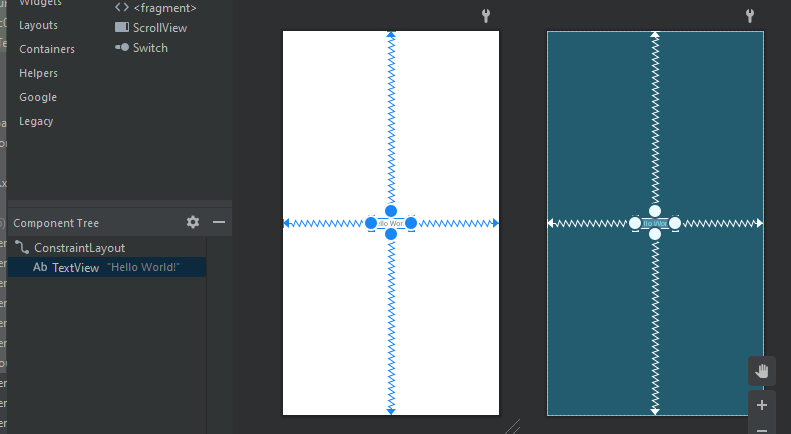 Widgets
Layouts
Containers
Helpers
Google
Legacy
<fragment>
ScrollView
Switch
Component Tree
ConstraintLayout
Ab TextView "Hello World!"